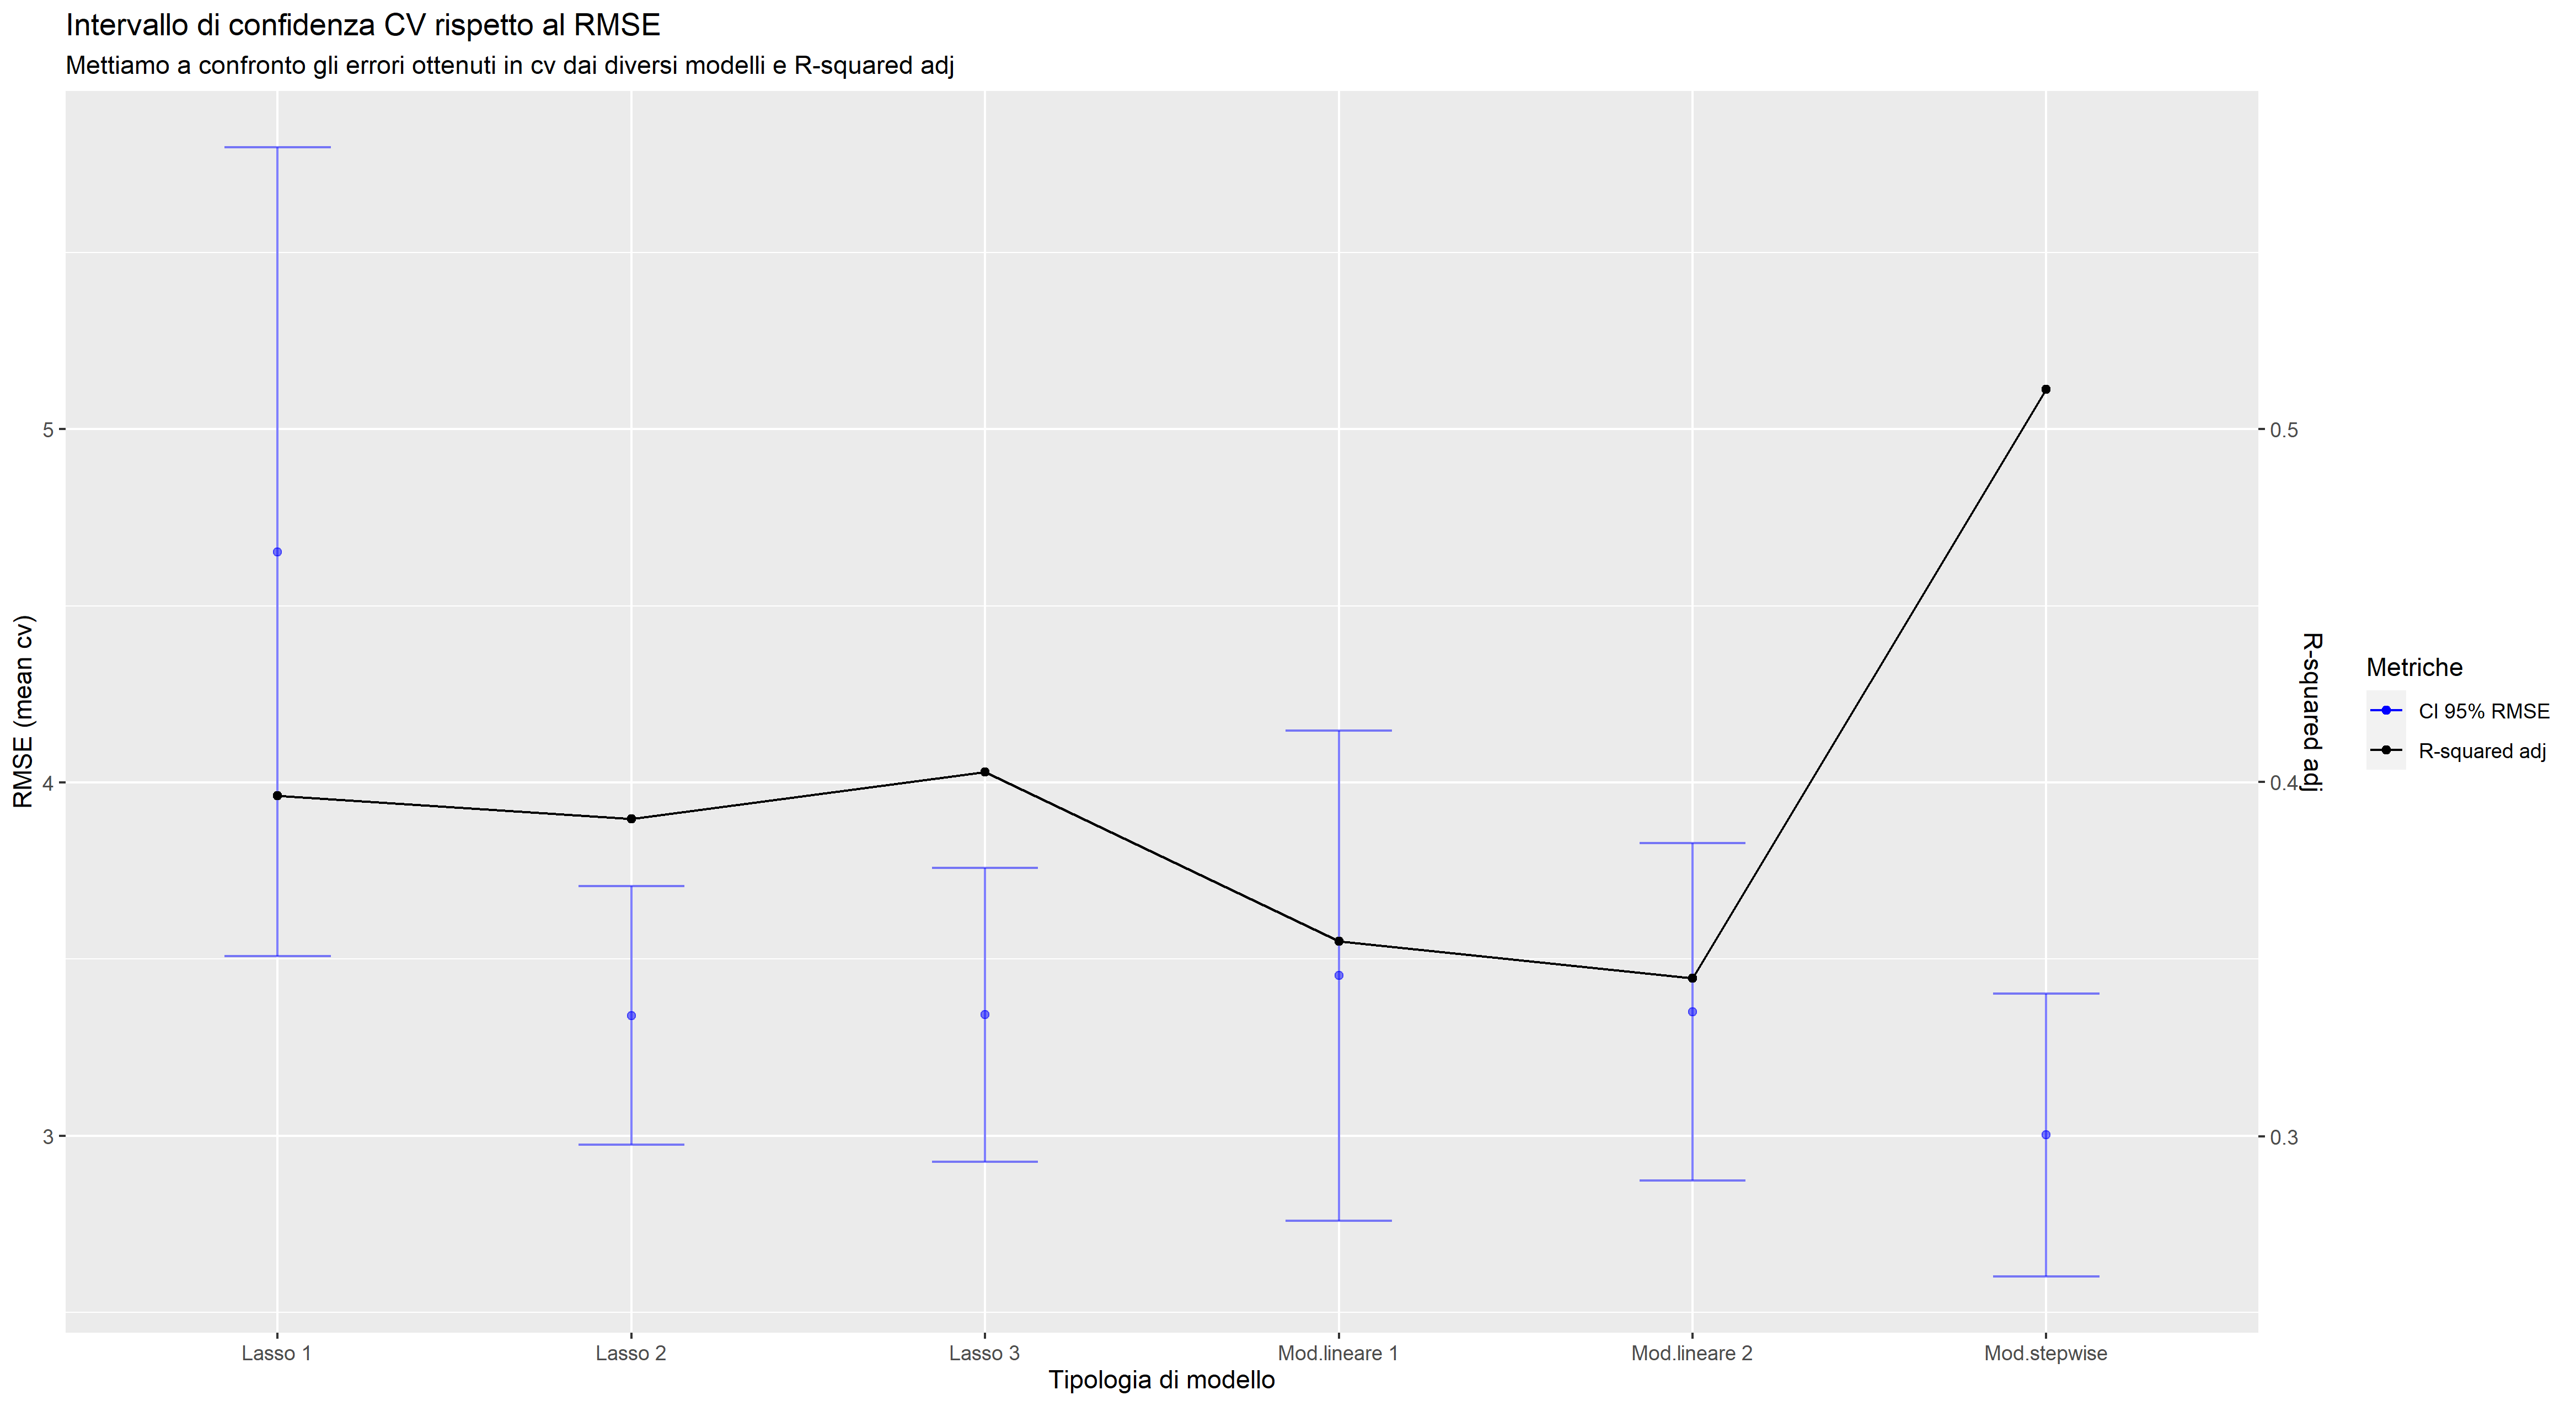 Intervallo di confidenza CV rispetto al RMSE
Mettiamo a confronto gli errori ottenuti in cv dai diversi modelli e R-squared adj
RMSE (mean cv)
5
4
3
0.5
0.4
0.3
R-squared adj
Metriche
CI 95% RMSE
R-squared adj
Lasso 1
Lasso 2
Lasso 3
Mod.lineare 1
Mod.lineare 2
Mod.stepwise
Tipologia di modello